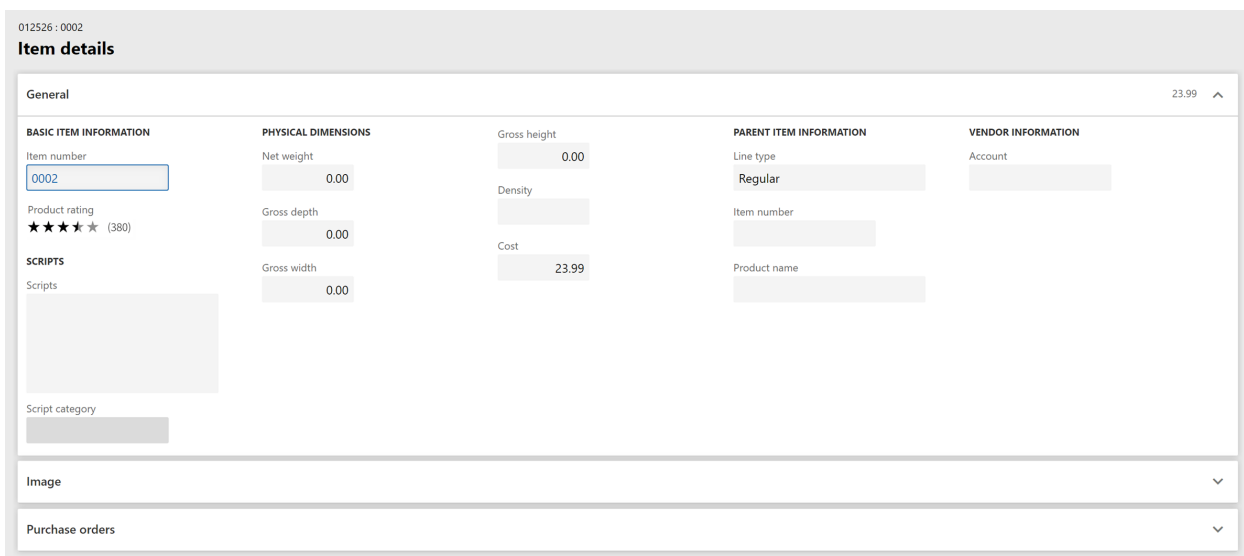 012526 : 0002
Item details
General
23.99
BASIC ITEM INFORMATION
Item number
0002
Product rating
(380)
SCRIPTS
Scripts
Script category
PHYSICAL DIMENSIONS
Net weight
0.00
Gross depth
0.00
Gross width
0.00
Gross height
0.00
Density
Cost
23.99
PARENT ITEM INFORMATION
Line type
Regular
Item number
Product name
VENDOR INFORMATION
Account
Image
Purchase orders